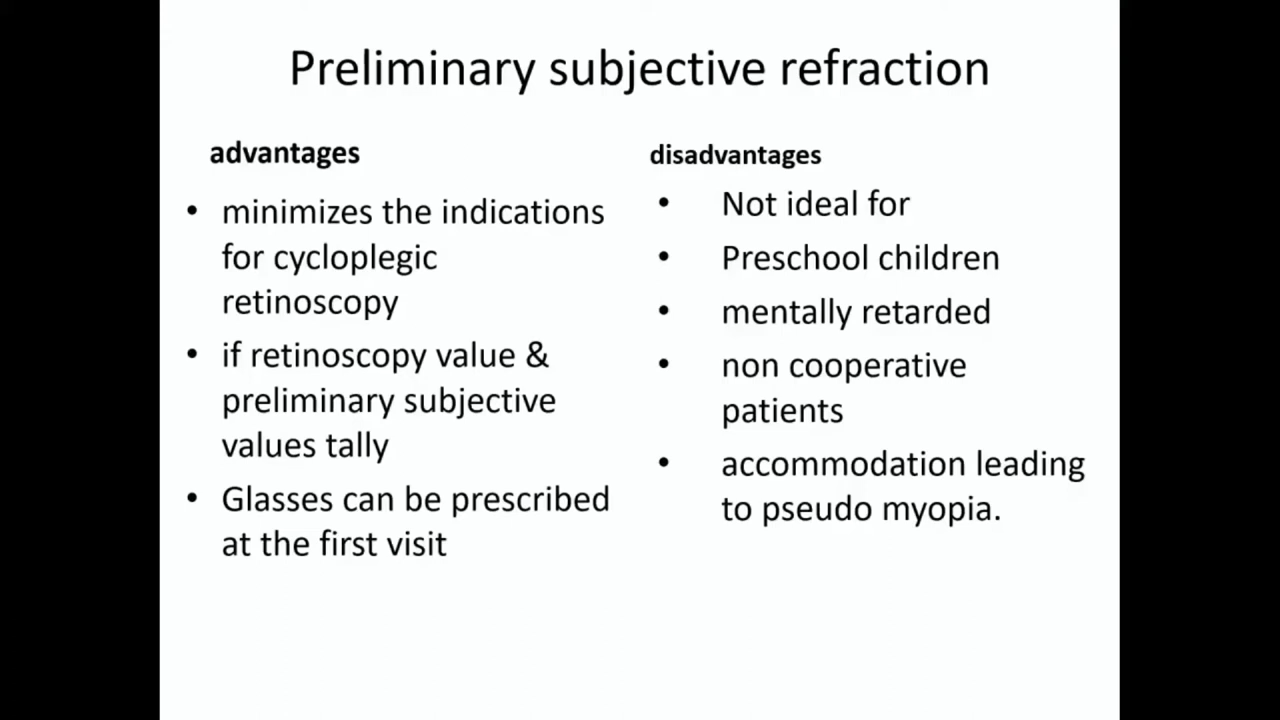 Preliminary subjective refraction
advantages
• minimizes the indications
for cycloplegic
retinoscopy
• if retinoscopy value &
preliminary subjective
values tally
• Glasses can be prescribed
at the first visit
disadvantages
• Not ideal for
• Preschool children
• mentally retarded
• non cooperative
patients
• accommodation leading
to pseudo myopia.